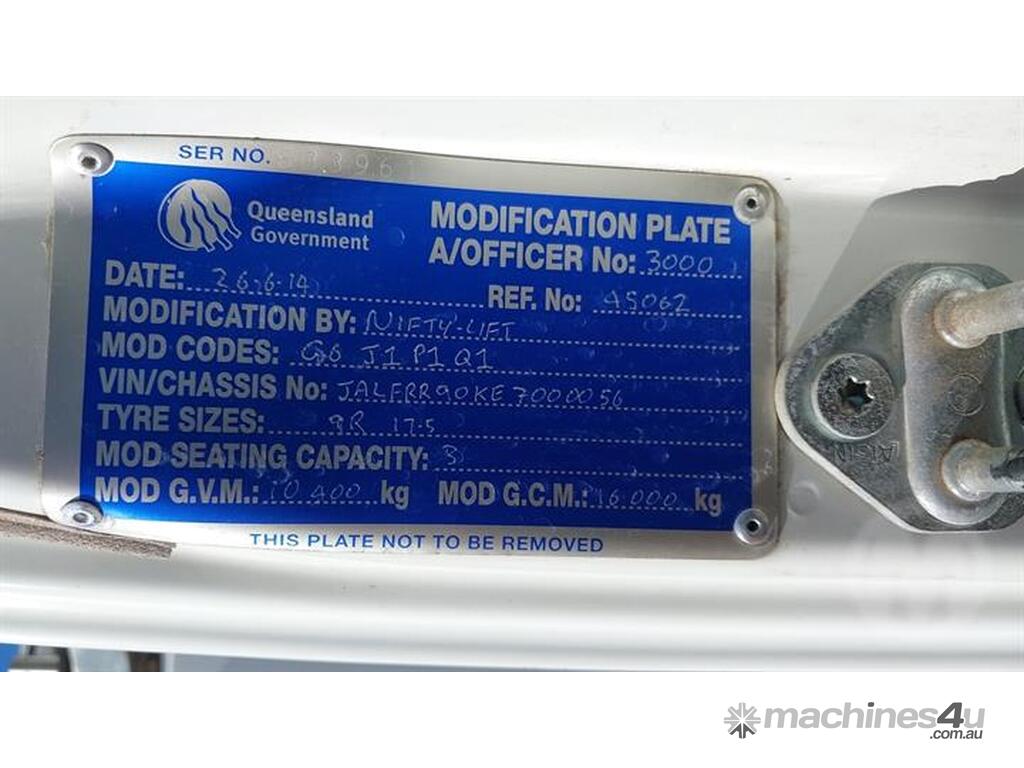 SER NO. 33961
Queensland
Government
MODIFICATION PLATE
A/OFFICER No: 3000
DATE: 26.6.14
REF. No: 45062
MODIFICATION BY: NIFTY-LIFT
MOD CODES: G6 J1 P1 Q1
VIN/CHASSIS No: JALFRR90KE7000056
TYRE SIZES: 9R 17.5
MOD SEATING CAPACITY: 3
MOD G.V.M.: 10 400 kg MOD G.C.M.: 16 000 kg
THIS PLATE NOT TO BE REMOVED
machines4u
.com.au